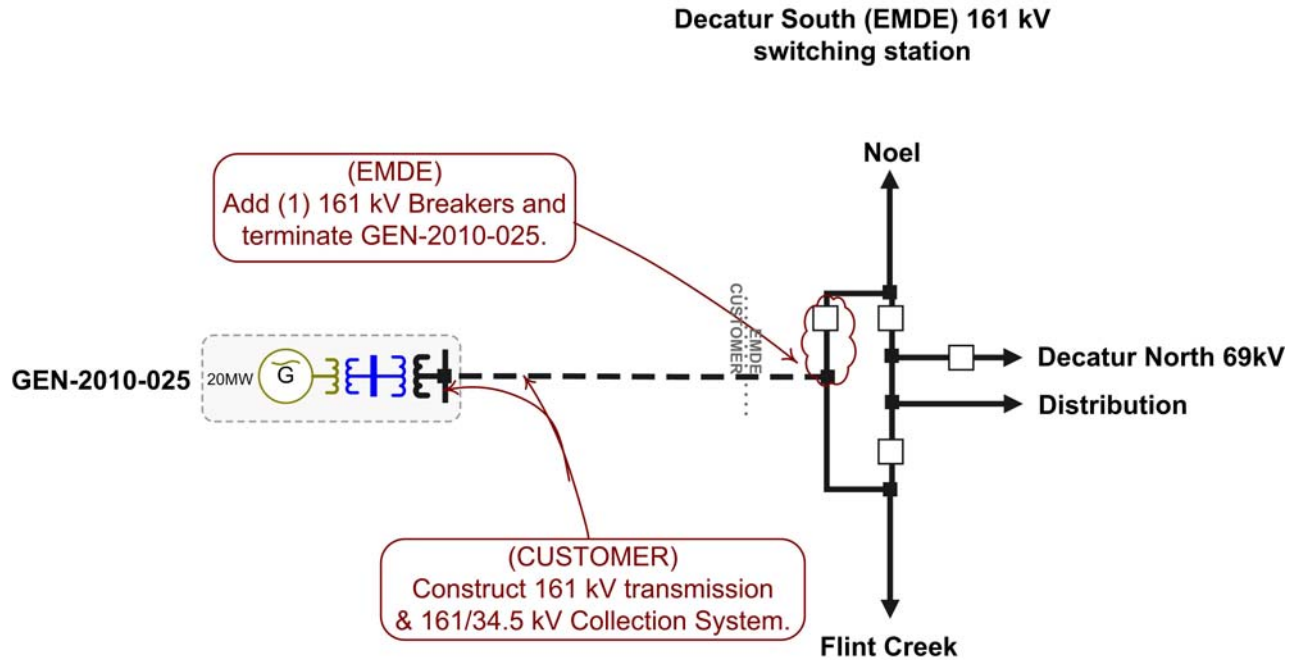 Decatur South (EMDE) 161 kV
switching station
Noel
(EMDE)
Add (1) 161 kV Breakers and
terminate GEN-2010-025.
CUSTOMER
EMDE
Decatur North 69kV
GEN-2010-025
20MW
G
Distribution
(CUSTOMER)
Construct 161 kV transmission
& 161/34.5 kV Collection System.
Flint Creek